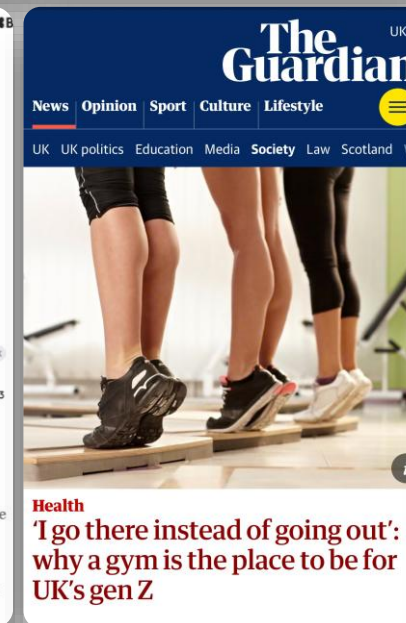 The
Guardian
UK
News Opinion Sport Culture Lifestyle
UK UK politics Education Media Society Law Scotland
Health
‘I go there instead of going out’:
why a gym is the place to be for
UK’s gen Z